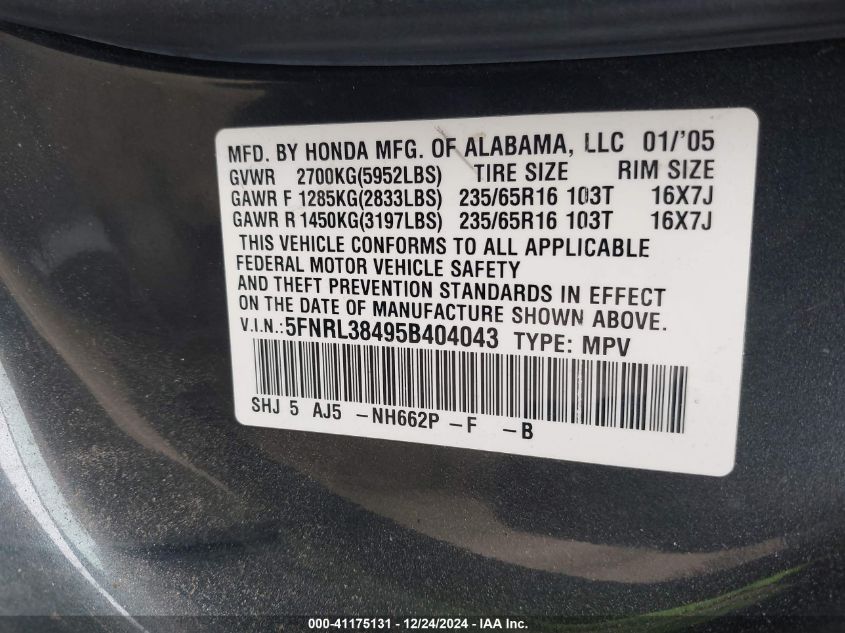 MFD. BY HONDA MFG. OF ALABAMA, LLC 01/'05
GVWR 2700KG(5952LBS) TIRE SIZE RIM SIZE
GAWR F 1285KG(2833LBS) 235/65R16 103T 16X7J
GAWR R 1450KG(3197LBS) 235/65R16 103T 16X7J
THIS VEHICLE CONFORMS TO ALL APPLICABLE
FEDERAL MOTOR VEHICLE SAFETY
AND THEFT PREVENTION STANDARDS IN EFFECT
ON THE DATE OF MANUFACTURE SHOWN ABOVE.
V.I.N.: 5FNRL38495B404043 TYPE: MPV
SHJ 5 AJ5 -NH662P -F -B
000-41175131 - 12/24/2024 - IAA Inc.